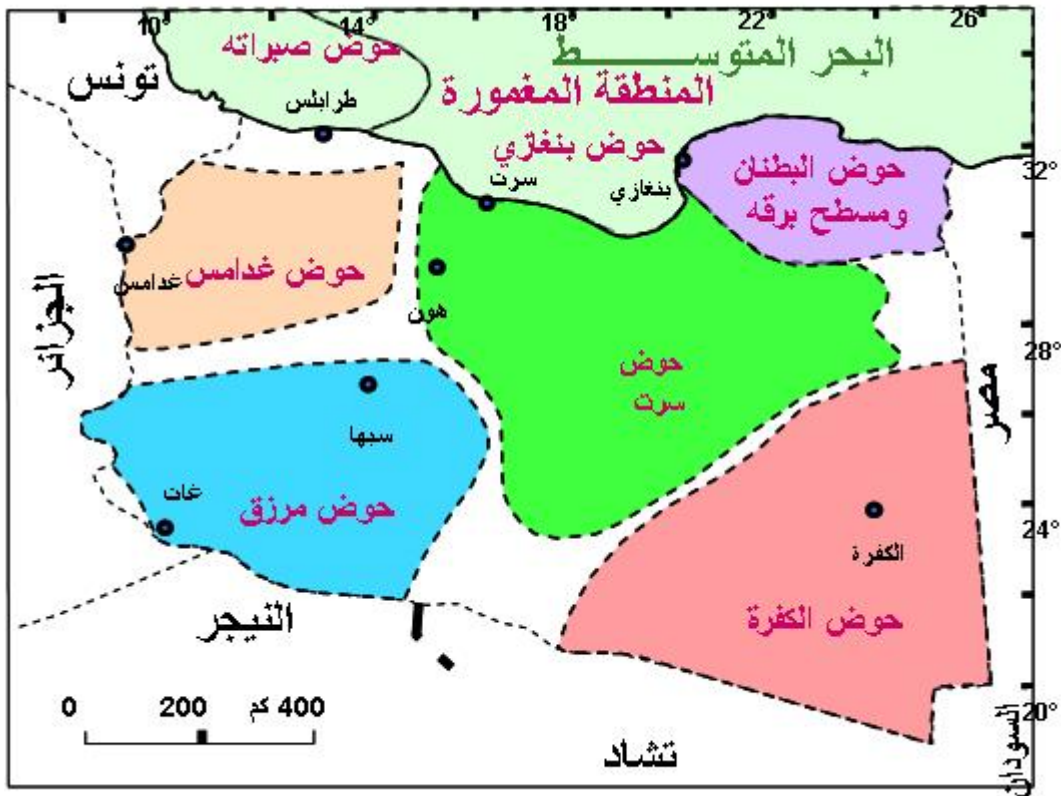 10°
14°
18°
22°
26°
حوض صبراته
البحر المتوســــــــط
تونس
المنطقة المغمورة
طرابلس
حوض بنغازي
حوض البطنان
ومسطح برقه
32°
سرت
بنغازي
حوض غدامس
غدامس
هون
الجزائر
28°
حوض
سرت
مصر
سبها
غات
حوض مرزق
24°
الكفرة
حوض الكفرة
النيجر
0
200
400 كم
20°
السودان
تشاد